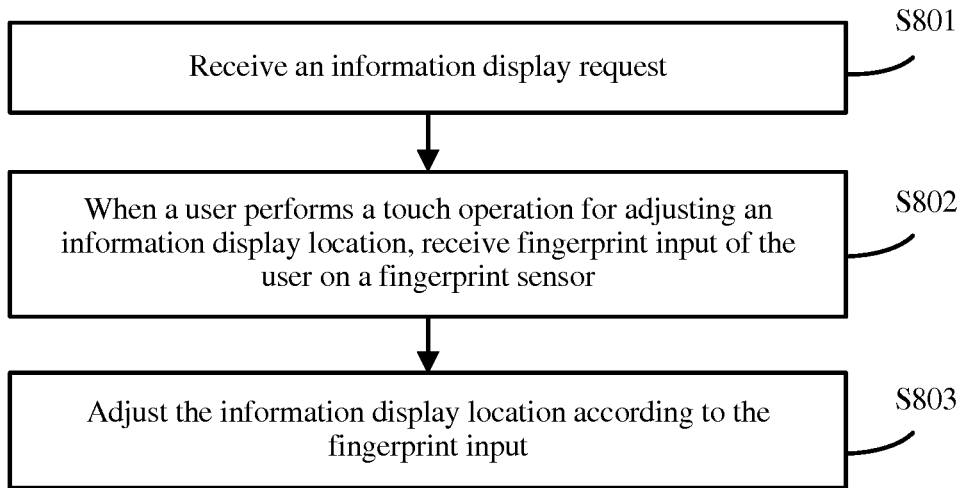 S801
Receive an information display request
S802
When a user performs a touch operation for adjusting an
information display location, receive fingerprint input of the
user on a fingerprint sensor
S803
Adjust the information display location according to the
fingerprint input